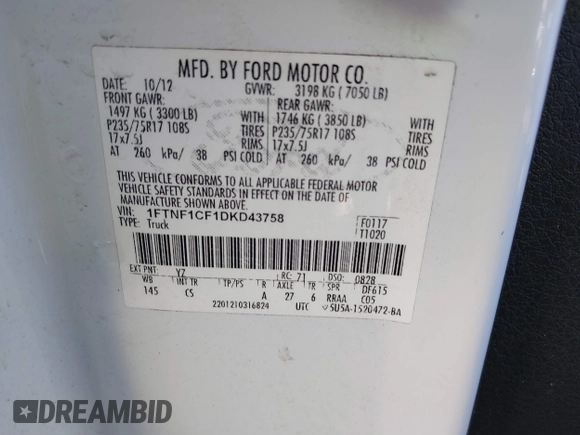 MFD. BY FORD MOTOR CO.
DATE: 10/12 GVWR: 3198 KG ( 7050 LB)
FRONT GAWR: REAR GAWR:
1497 KG ( 3300 LB) WITH 1746 KG ( 3850 LB) WITH
P235/75R17 108S TIRES P235/75R17 108S TIRES
17x7.5J RIMS 17x7.5J RIMS
AT 260 kPa/ 38 PSI COLD AT 260 kPa/ 38 PSI COLD
THIS VEHICLE CONFORMS TO ALL APPLICABLE FEDERAL MOTOR
VEHICLE SAFETY STANDARDS IN EFFECT ON THE DATE OF
MANUFACTURE SHOWN ABOVE.
VIN: 1FTNF1CF1DKD43758 F0117
TYPE: Truck T1020
EXT PNT: YZ RC: 71 DSO: 0828
WB INT TR TP/PS R AXLE TR SPR DF615
145 CS A 27 6 RRAA C05
2201210316824 UTC 5U5A-1520472-BA
DREAMBID